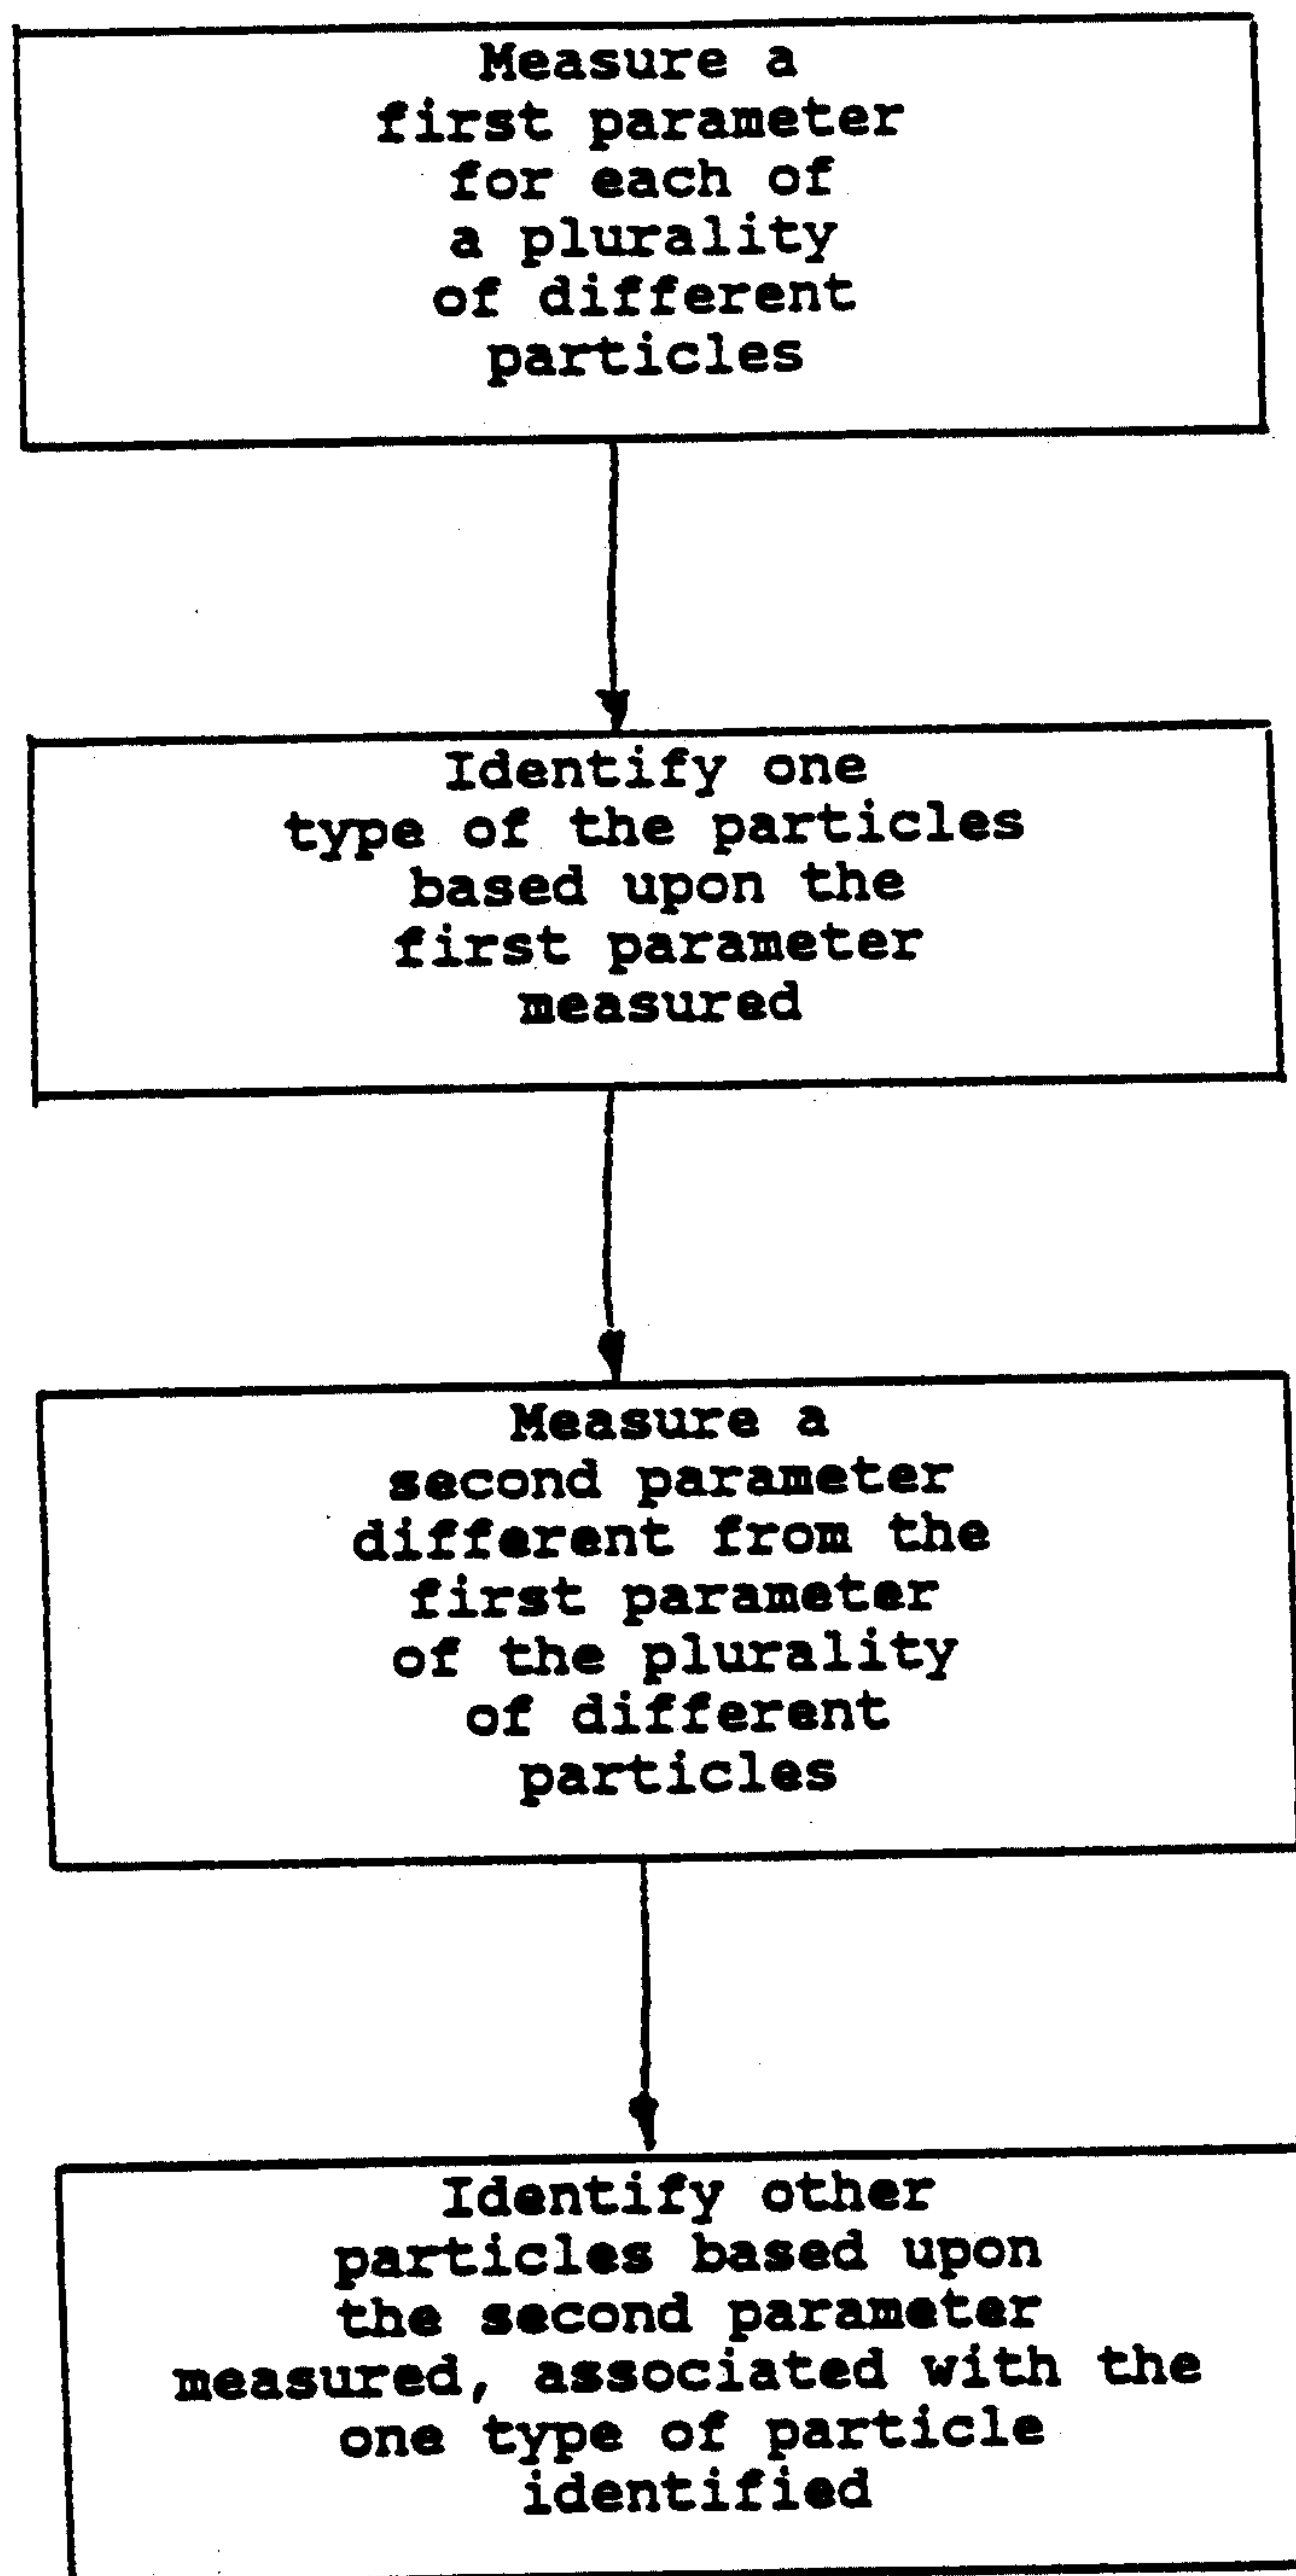 Measure a
first parameter
for each of
a plurality
of different
particles
Identify one
type of the particles
based upon the
first parameter
measured
Measure a
second parameter
different from the
first parameter
of the plurality
of different
particles
Identify other
particles based upon
the second parameter
measured, associated with the
one type of particle
identified